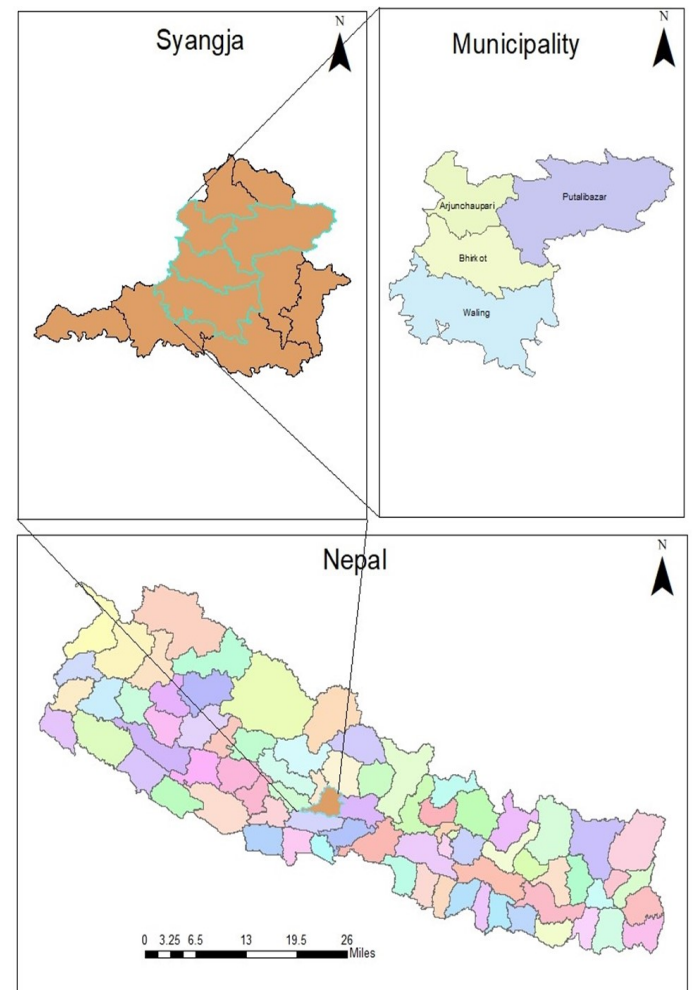 Syangja
N
Municipality
N
Arjunchaupari
Putalibazar
Bhirkot
Waling
Nepal
N
0 3.25 6.5 13 19.5 26
Miles